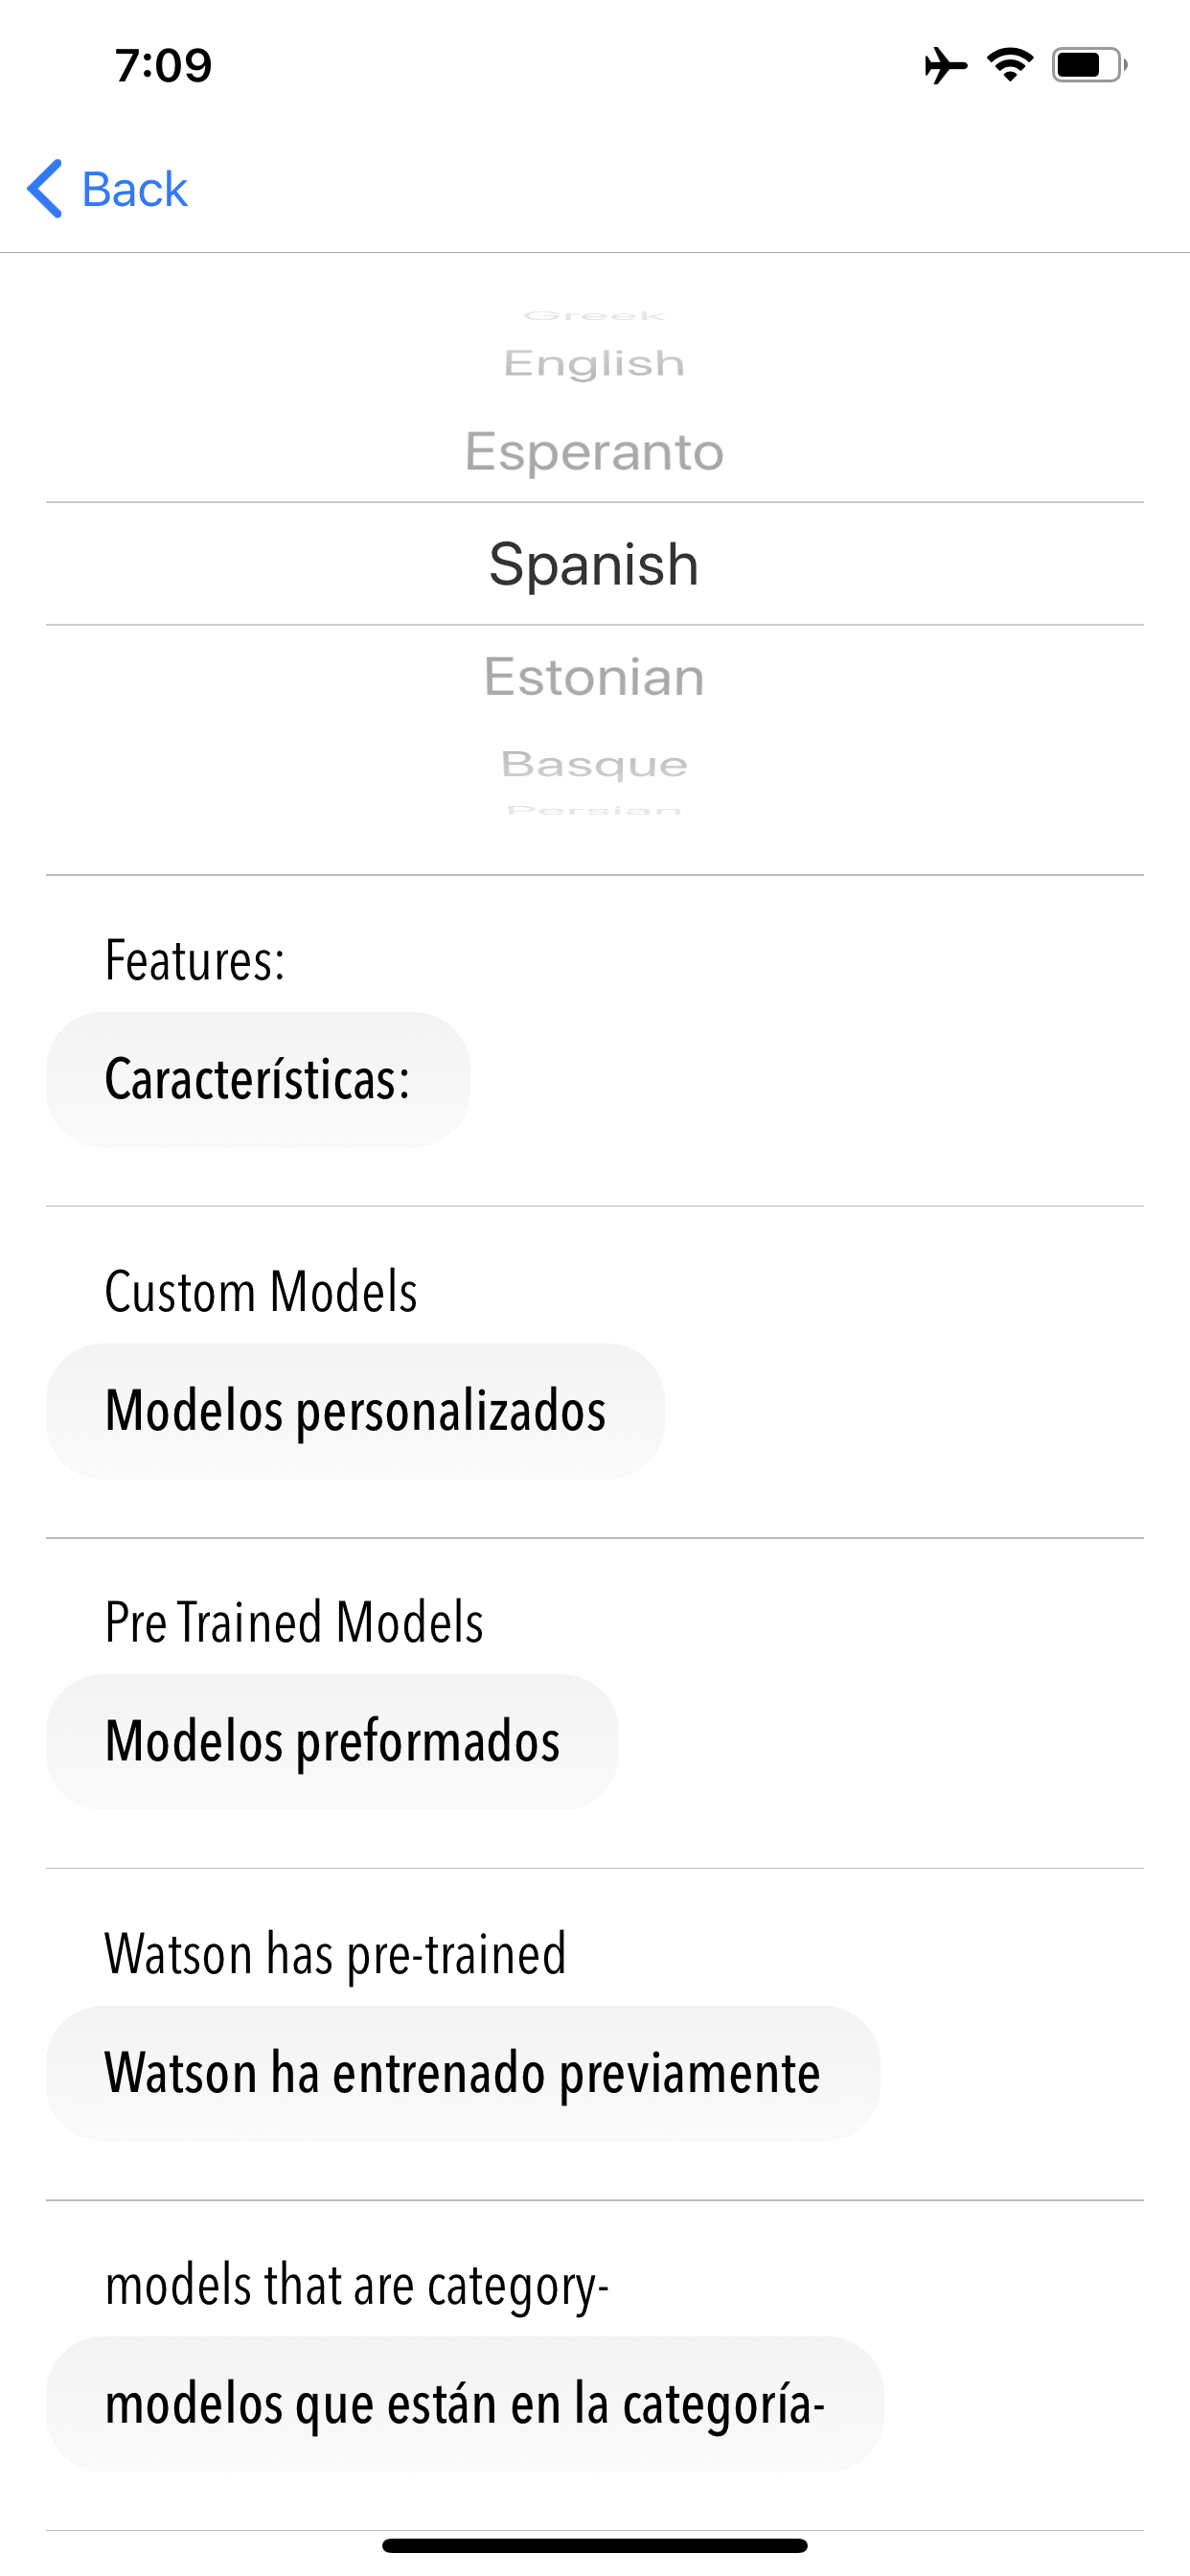 7:09
Back
Greek
English
Esperanto
Spanish
Estonian
Basque
Persian
Features:
Características:
Custom Models
Modelos personalizados
Pre Trained Models
Modelos preformados
Watson has pre-trained
Watson ha entrenado previamente
models that are category-
modelos que están en la categoría-